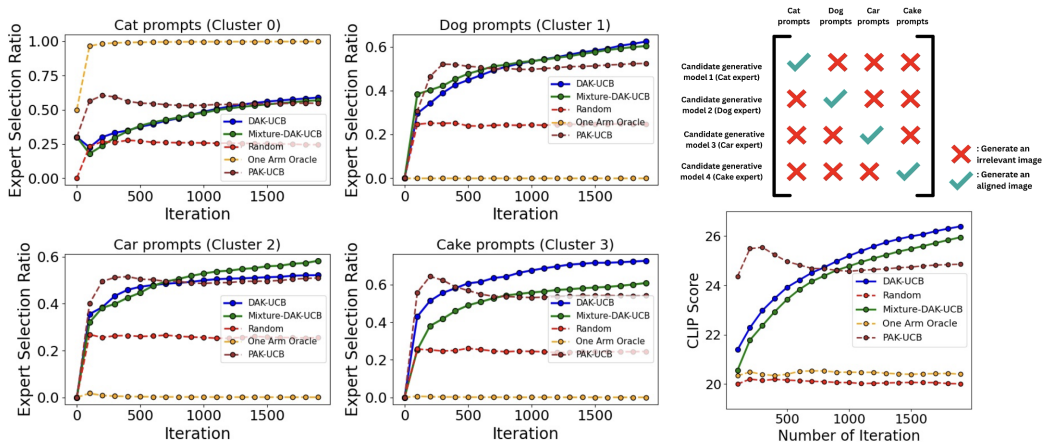 Cat prompts (Cluster 0)
Expert Selection Ratio
1.00
0.75
0.50
0.25
0.00
DAK-UCB
Mixture-DAK-UCB
Random
One Arm Oracle
PAK-UCB
0
500
1000
1500
Iteration
Dog prompts (Cluster 1)
Expert Selection Ratio
0.6
0.4
0.2
0.0
DAK-UCB
Mixture-DAK-UCB
Random
One Arm Oracle
PAK-UCB
0
500
1000
1500
Iteration
Cat prompts
Dog prompts
Car prompts
Cake prompts
Candidate generative
model 1 (Cat expert)
Candidate generative
model 2 (Dog expert)
Candidate generative
model 3 (Car expert)
Candidate generative
model 4 (Cake expert)
: Generate an
irrelevant image
: Generate an
aligned image
Car prompts (Cluster 2)
Expert Selection Ratio
0.6
0.4
0.2
0.0
DAK-UCB
Mixture-DAK-UCB
Random
One Arm Oracle
PAK-UCB
0
500
1000
1500
Iteration
Cake prompts (Cluster 3)
Expert Selection Ratio
0.6
0.4
0.2
0.0
DAK-UCB
Mixture-DAK-UCB
Random
One Arm Oracle
PAK-UCB
0
500
1000
1500
Iteration
CLIP Score
26
24
22
20
DAK-UCB
Random
Mixture-DAK-UCB
One Arm Oracle
PAK-UCB
500
1000
1500
Number of Iteration